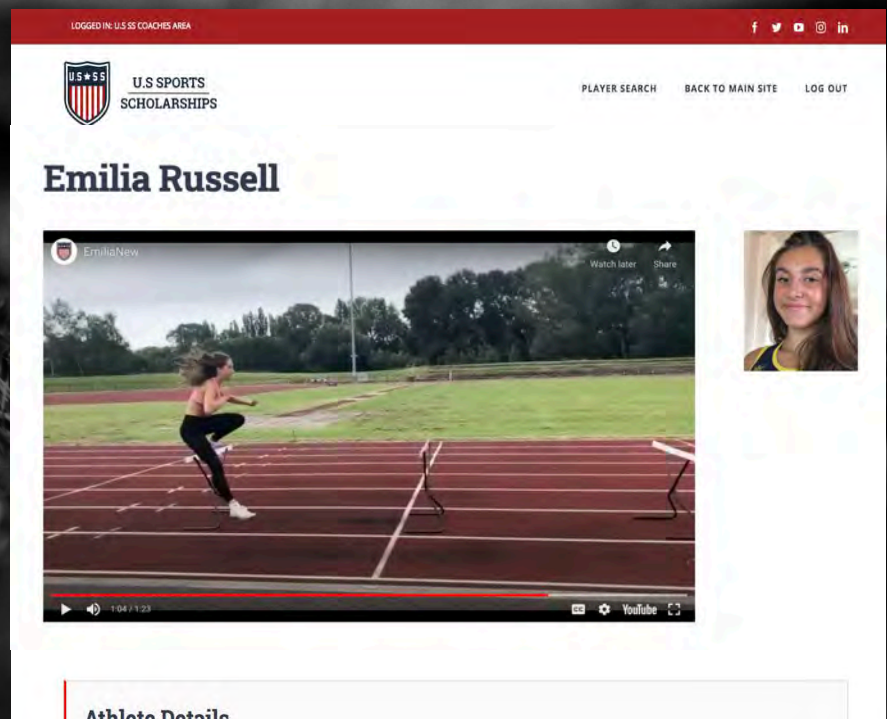 LOGGED IN: U.S SS COACHES AREA
U.S★SS
U.S SPORTS
SCHOLARSHIPS
PLAYER SEARCH BACK TO MAIN SITE LOG OUT
Emilia Russell
EmiliaNew
Watch later Share
1:04 / 1:23
CC YouTube
Athlete Details